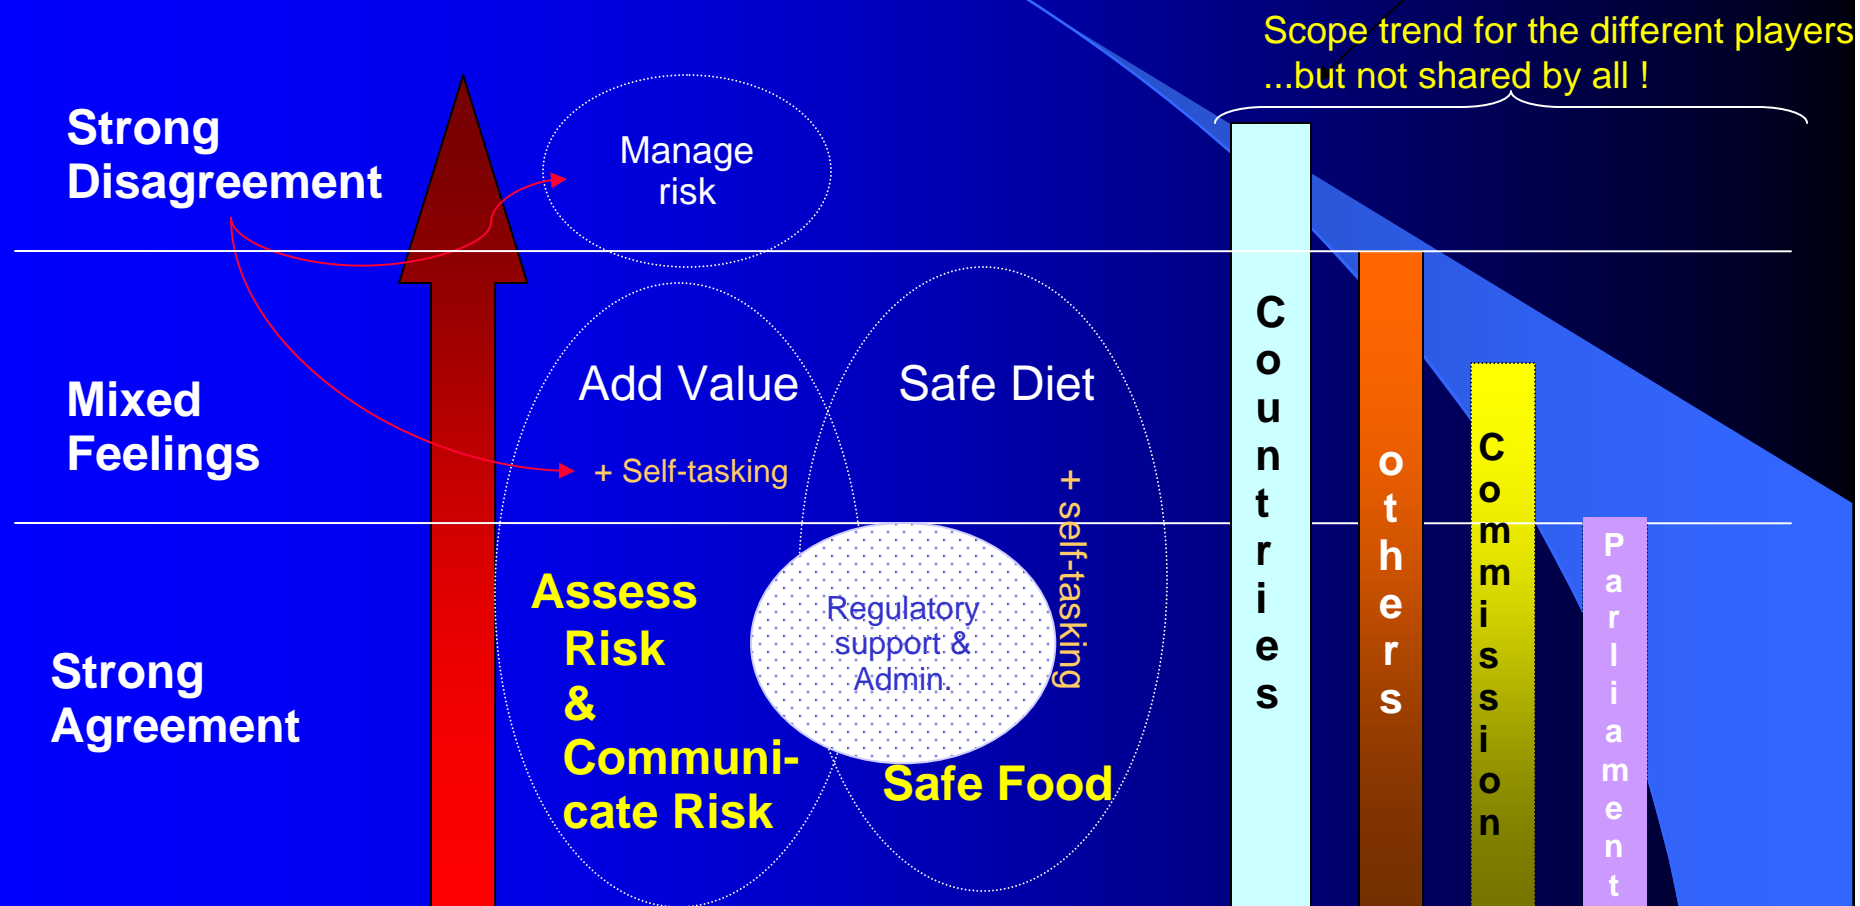 Scope trend for the different players
...but not shared by all !
Strong
Disagreement
Manage
risk
Mixed
Feelings
Add Value
Safe Diet
+ Self-tasking
+ self-tasking
Strong
Agreement
Assess
Risk
&
Communi-
cate Risk
Regulatory
support &
Admin.
Safe Food
Countries
others
Commission
Parliament